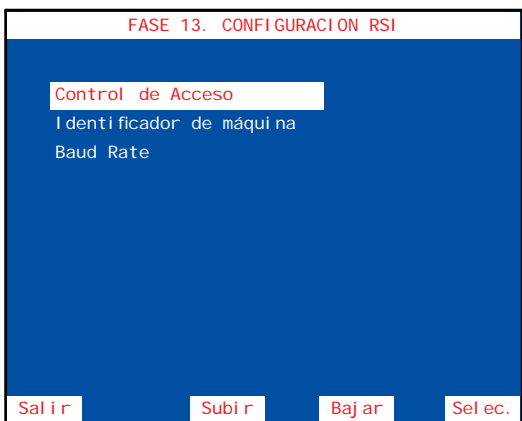 FASE 13. CONFIGURACION RSI
Control de Acceso
Identificador de máquina
Baud Rate
Salir Subir Bajar Selec.